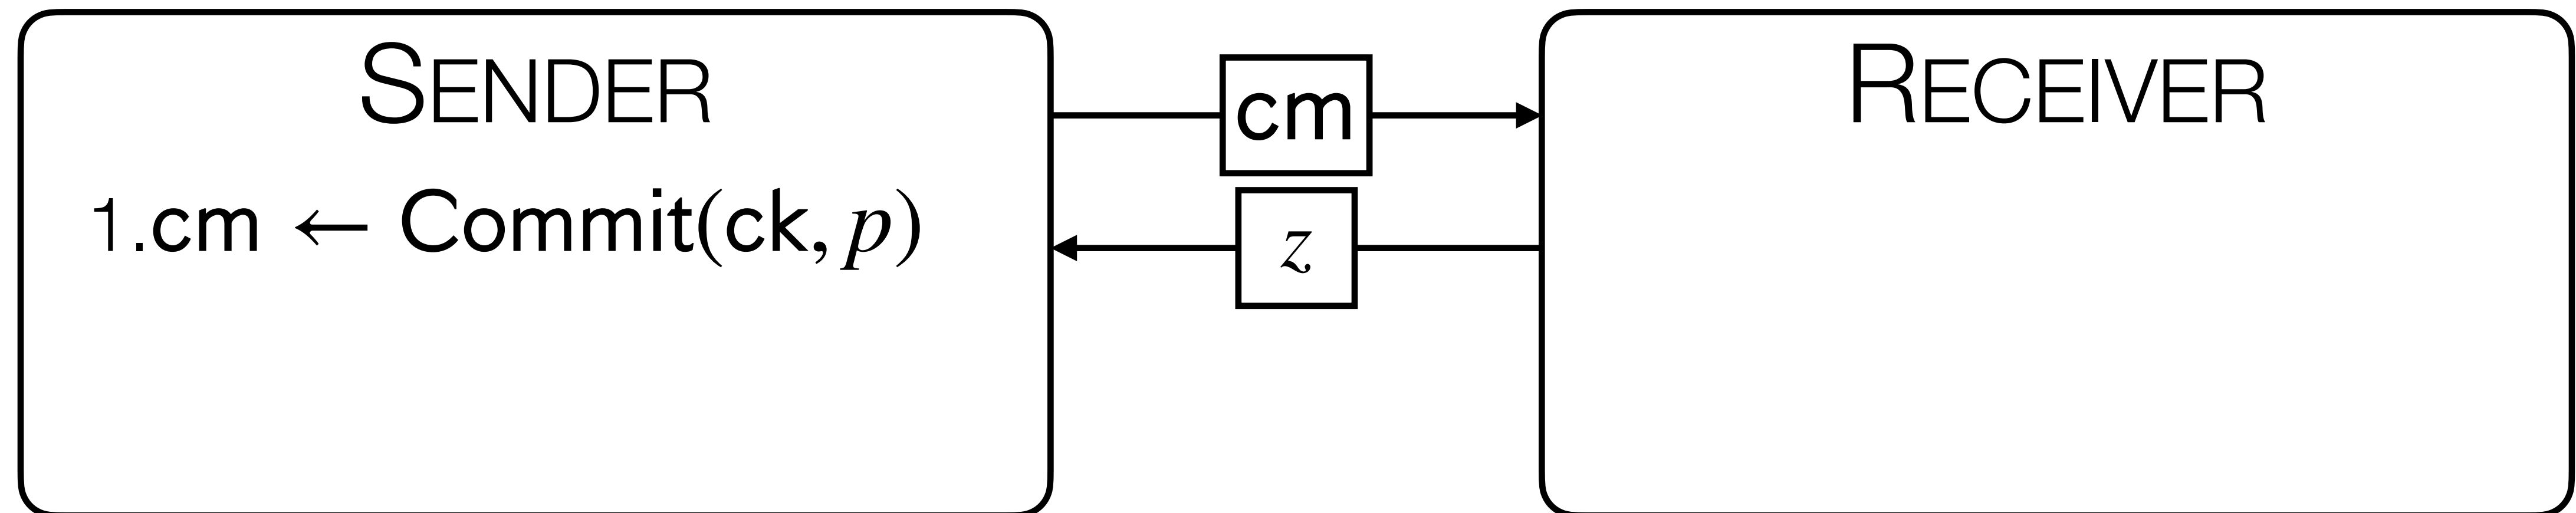 SENDER
1.cm ← Commit(ck, p)
cm
z
RECEIVER